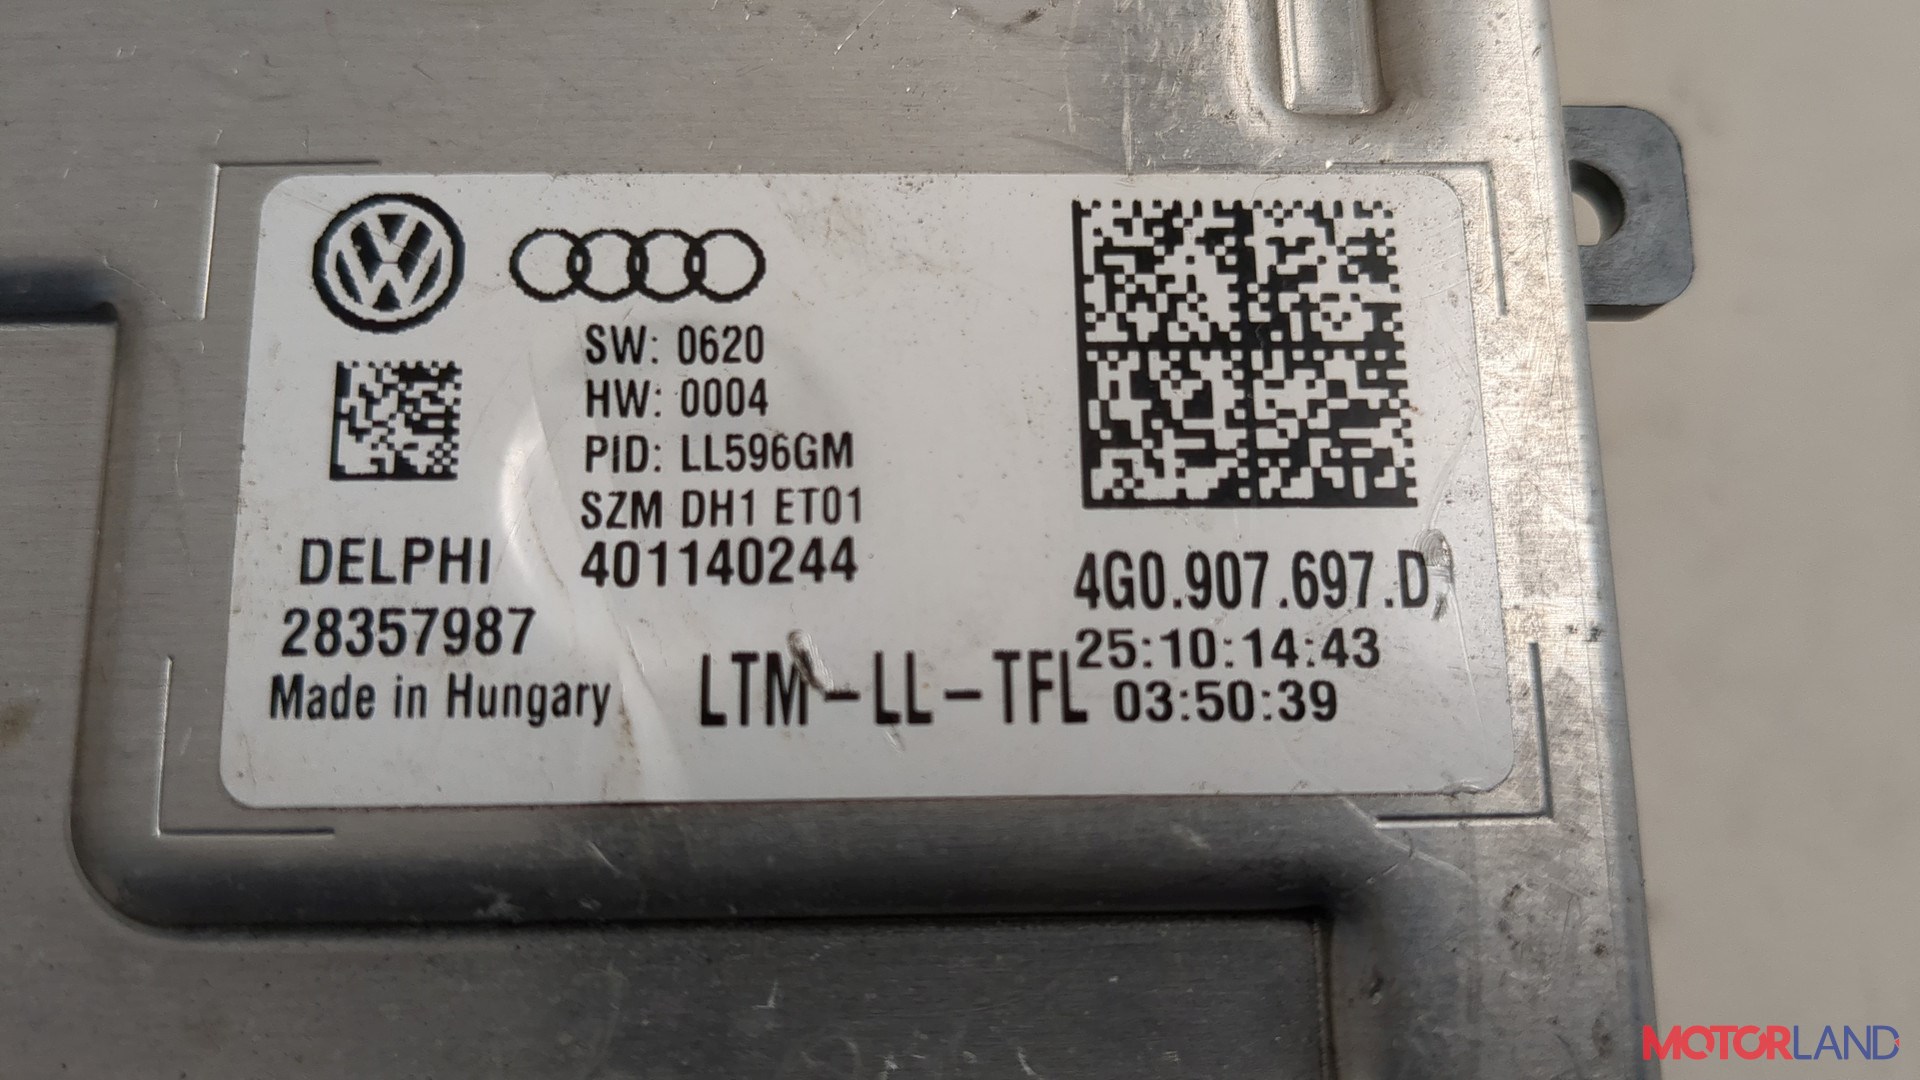 SW: 0620
HW: 0004
PID: LL596GM
SZM DH1 ET01
401140244
DELPHI
28357987
Made in Hungary
LTM-LL-TFL
4G0.907.697.D
25:10:14:43
03:50:39
MOTORLAND